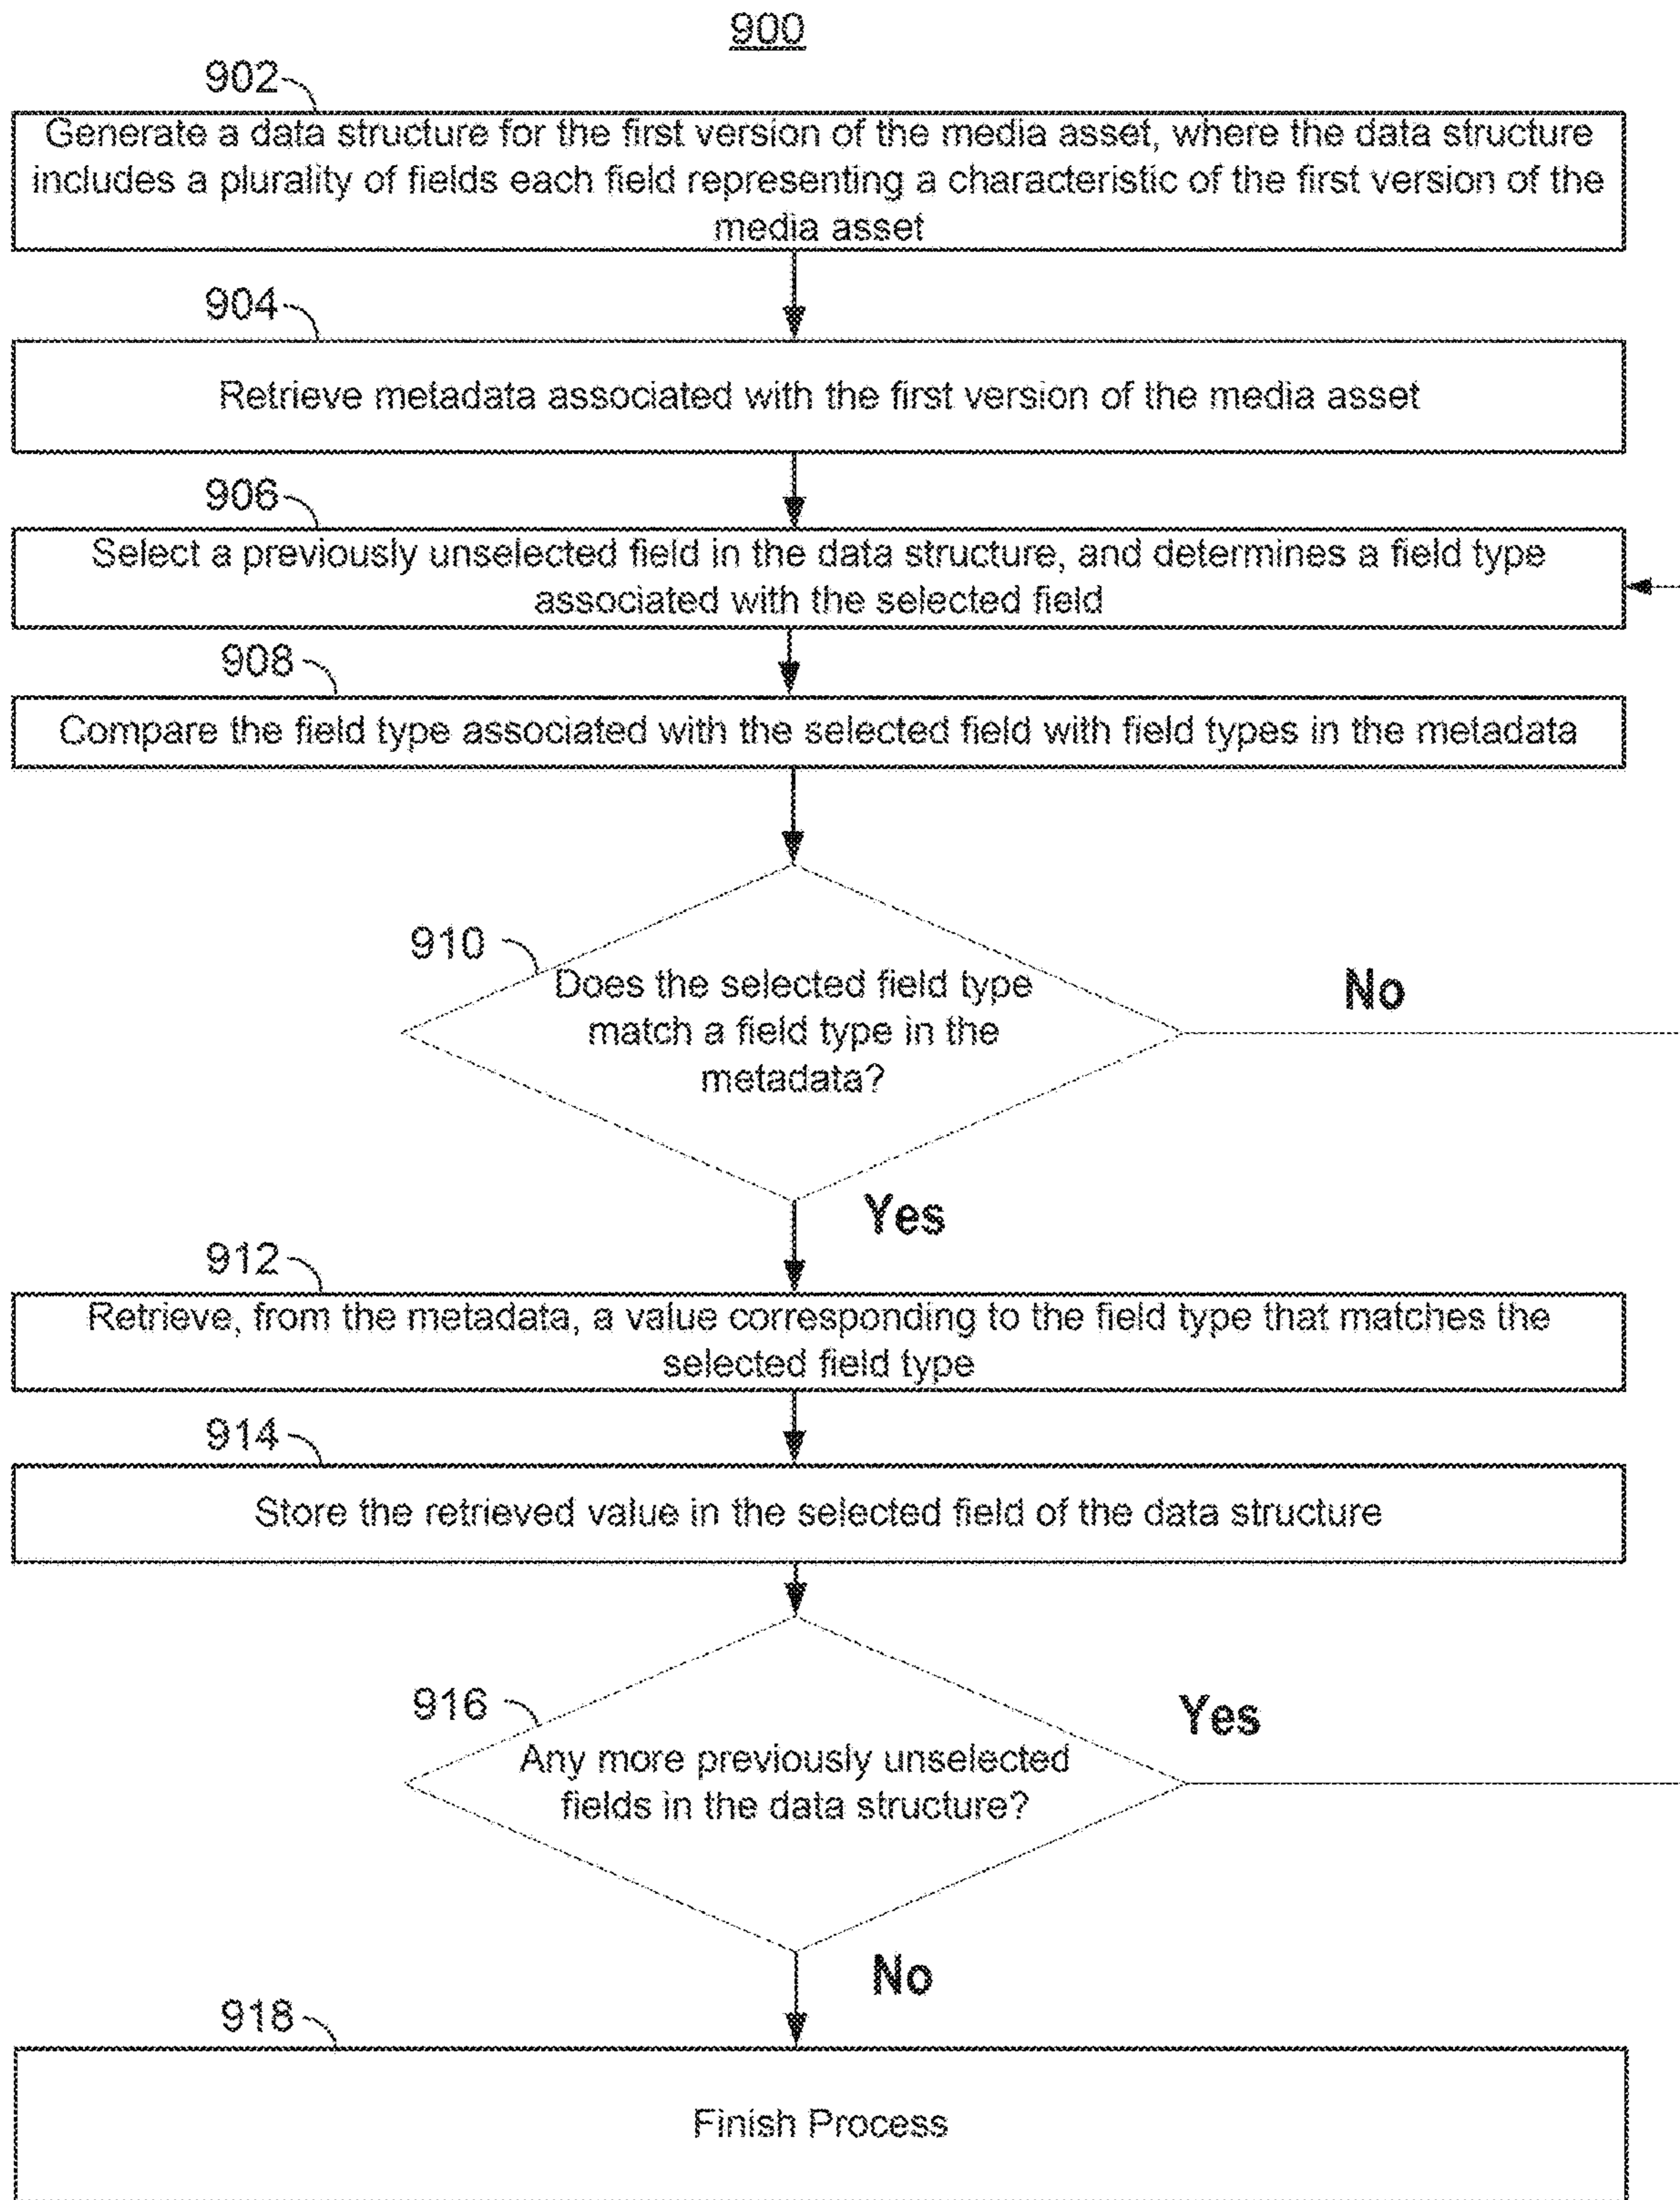 900
902
Generate a data structure for the first version of the media asset, where the data structure
includes a plurality of fields each field representing a characteristic of the first version of the
media asset
904
Retrieve metadata associated with the first version of the media asset
906
Select a previously unselected field in the data structure, and determines a field type
associated with the selected field
908
Compare the field type associated with the selected field with field types in the metadata
910
Does the selected field type
match a field type in the
metadata?
No
Yes
912
Retrieve, from the metadata, a value corresponding to the field type that matches the
selected field type
914
Store the retrieved value in the selected field of the data structure
916
Any more previously unselected
fields in the data structure?
Yes
No
918
Finish Process